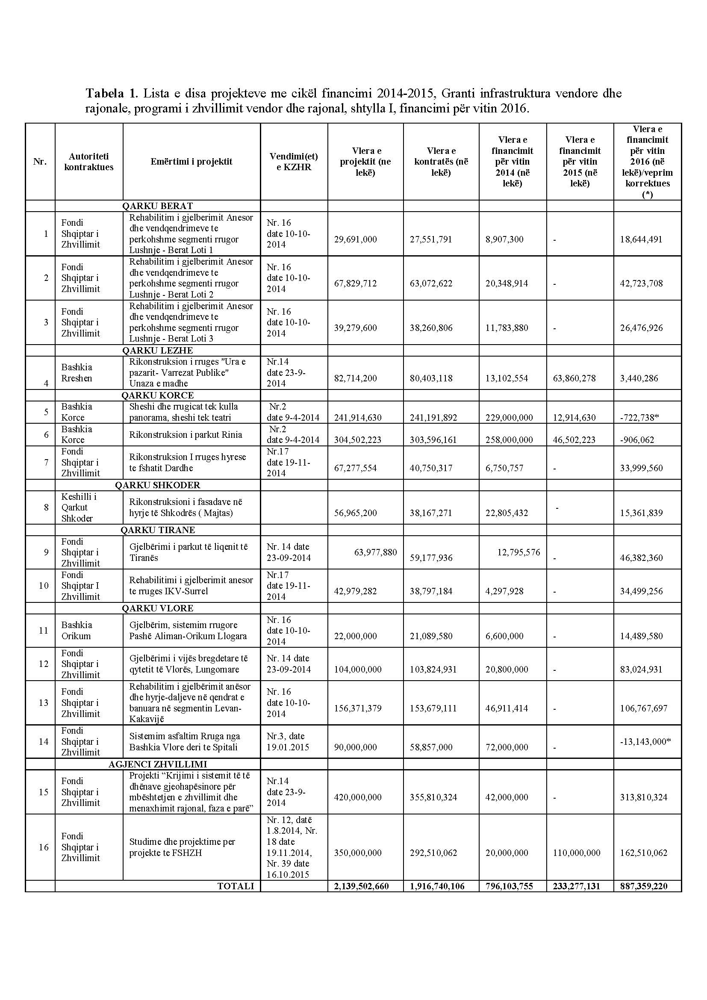 Tabela 1. Lista e disa projekteve me cikël financimi 2014-2015, Granti infrastruktura vendore dhe
rajonale, programi i zhvillimit vendor dhe rajonal, shtylla I, financimi për vitin 2016.
Nr.
Autoriteti
kontraktues
Emërtimi i projektit
Vendimi(et)
e KZHR
Vlera e
projektit (ne
lekë)
Vlera e
kontratës (në
lekë)
Vlera e
financimit
për vitin
2014 (në
lekë)
Vlera e
financimit
për vitin
2015 (në
lekë)
Vlera e
financimit
për vitin
2016 (në
lekë)/veprim
korrektues
(*)
QARKU BERAT
1
Fondi
Shqiptar i
Zhvillimit
Rehabilitim i gjelberimit Anesor
dhe vendqendrimeve te
perkohshme segmenti rrugor
Lushnje - Berat Loti 1
Nr. 16
date 10-10-
2014
29,691,000
27,551,791
8,907,300
-
18,644,491
2
Fondi
Shqiptar i
Zhvillimit
Rehabilitim i gjelberimit Anesor
dhe vendqendrimeve te
perkohshme segmenti rrugor
Lushnje - Berat Loti 2
Nr. 16
date 10-10-
2014
67,829,712
63,072,622
20,348,914
-
42,723,708
3
Fondi
Shqiptar i
Zhvillimit
Rehabilitim i gjelberimit Anesor
dhe vendqendrimeve te
perkohshme segmenti rrugor
Lushnje - Berat Loti 3
Nr. 16
date 10-10-
2014
39,279,600
38,260,806
11,783,880
-
26,476,926
QARKU LEZHE
4
Bashkia
Rreshen
Rikonstruksion i rruges "Ura e
pazarit- Varrezat Publike"
Unaza e madhe
Nr.14
date 23-9-
2014
82,714,200
80,403,118
13,102,554
63,860,278
3,440,286
QARKU KORCE
5
Bashkia
Korce
Sheshi dhe rrugicat tek kulla
panorama, sheshi tek teatri
Nr.2
date 9-4-2014
241,914,630
241,191,892
229,000,000
12,914,630
-722,738*
6
Bashkia
Korce
Rikonstruksion i parkut Rinia
Nr.2
date 9-4-2014
304,502,223
303,596,161
258,000,000
46,502,223
-906,062
7
Fondi
Shqiptar i
Zhvillimit
Rikonstruksion I rruges hyrese
te fshatit Dardhe
Nr.17
date 19-11-
2014
67,277,554
40,750,317
6,750,757
-
33,999,560
QARKU SHKODER
8
Keshilli i
Qarkut
Shkoder
Rikonstruksioni i fasadave në
hyrje të Shkodrës ( Majtas)
56,965,200
38,167,271
22,805,432
-
15,361,839
QARKU TIRANE
9
Fondi
Shqiptar i
Zhvillimit
Gjelbërimi i parkut të liqenit të
Tiranës
Nr. 14 date
23-09-2014
63,977,880
59,177,936
12,795,576
-
46,382,360
10
Fondi
Shqiptar I
Zhvillimit
Rehabilitimi i gjelberimit anesor
te rruges IKV-Surrel
Nr.17
date 19-11-
2014
42,979,282
38,797,184
4,297,928
-
34,499,256
QARKU VLORE
11
Bashkia
Orikum
Gjelbërim, sistemim rrugore
Pashë Aliman-Orikum Llogara
Nr. 16
date 10-10-
2014
22,000,000
21,089,580
6,600,000
-
14,489,580
12
Fondi
Shqiptar i
Zhvillimit
Gjelbërimi i vijës bregdetare të
qytetit të Vlorës, Lungomare
Nr. 14 date
23-09-2014
104,000,000
103,824,931
20,800,000
-
83,024,931
13
Fondi
Shqiptar i
Zhvillimit
Rehabilitim i gjelbërimit anësor
dhe hyrje-daljeve në qendrat e
banuara në segmentin Levan-
Kakavijë
Nr. 16
date 10-10-
2014
156,371,379
153,679,111
46,911,414
-
106,767,697
14
Fondi
Shqiptar i
Zhvillimit
Sistemim asfaltim Rruga nga
Bashkia Vlore deri te Spitali
Nr.3, date
19.01.2015
90,000,000
58,857,000
72,000,000
-
-13,143,000*
AGJENCI ZHVILLIMI
15
Fondi
Shqiptar i
Zhvillimit
Projekti “Krijimi i sistemit të të
dhënave gjeohapësinore për
mbështetjen e zhvillimit dhe
menaxhimit rajonal, faza e parë”
Nr.14
date 23-9-
2014
420,000,000
355,810,324
42,000,000
-
313,810,324
16
Fondi
Shqiptar i
Zhvillimit
Studime dhe projektime per
projekte te FSHZH
Nr. 12, datë
1.8.2014, Nr.
18 date
19.11.2014,
Nr. 39 date
16.10.2015
350,000,000
292,510,062
20,000,000
110,000,000
162,510,062
TOTALI
2,139,502,660
1,916,740,106
796,103,755
233,277,131
887,359,220